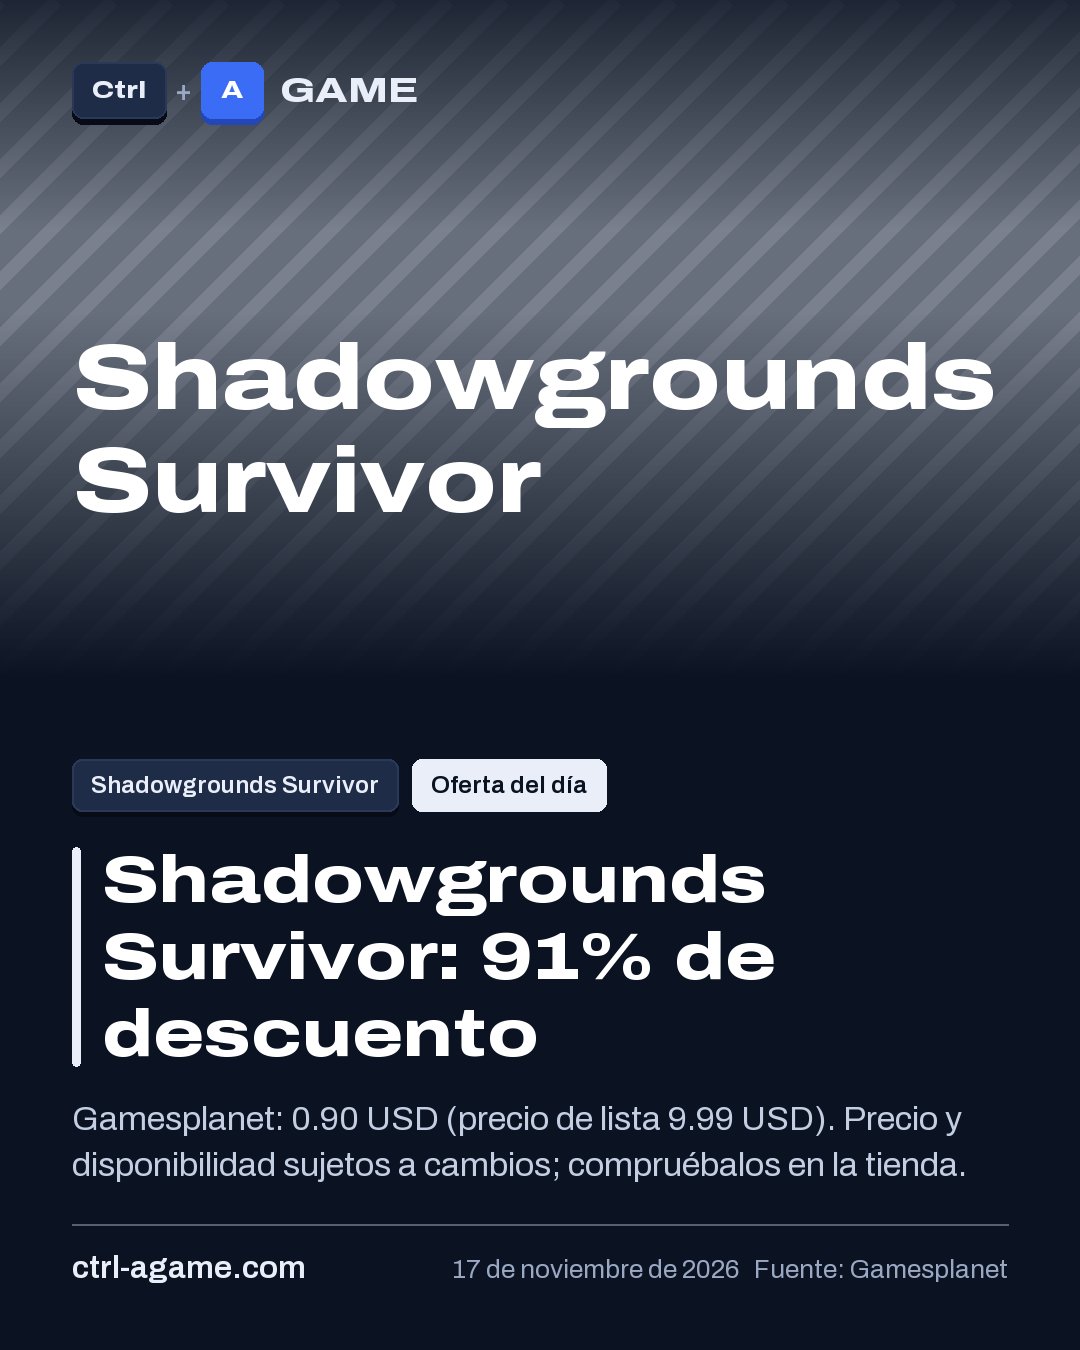 Ctrl + A GAME
Shadowgrounds
Survivor
Shadowgrounds Survivor Oferta del día
Shadowgrounds
Survivor: 91% de
descuento
Gamesplanet: 0.90 USD (precio de lista 9.99 USD). Precio y
disponibilidad sujetos a cambios; compruébalos en la tienda.
ctrl-agame.com 17 de noviembre de 2026 Fuente: Gamesplanet